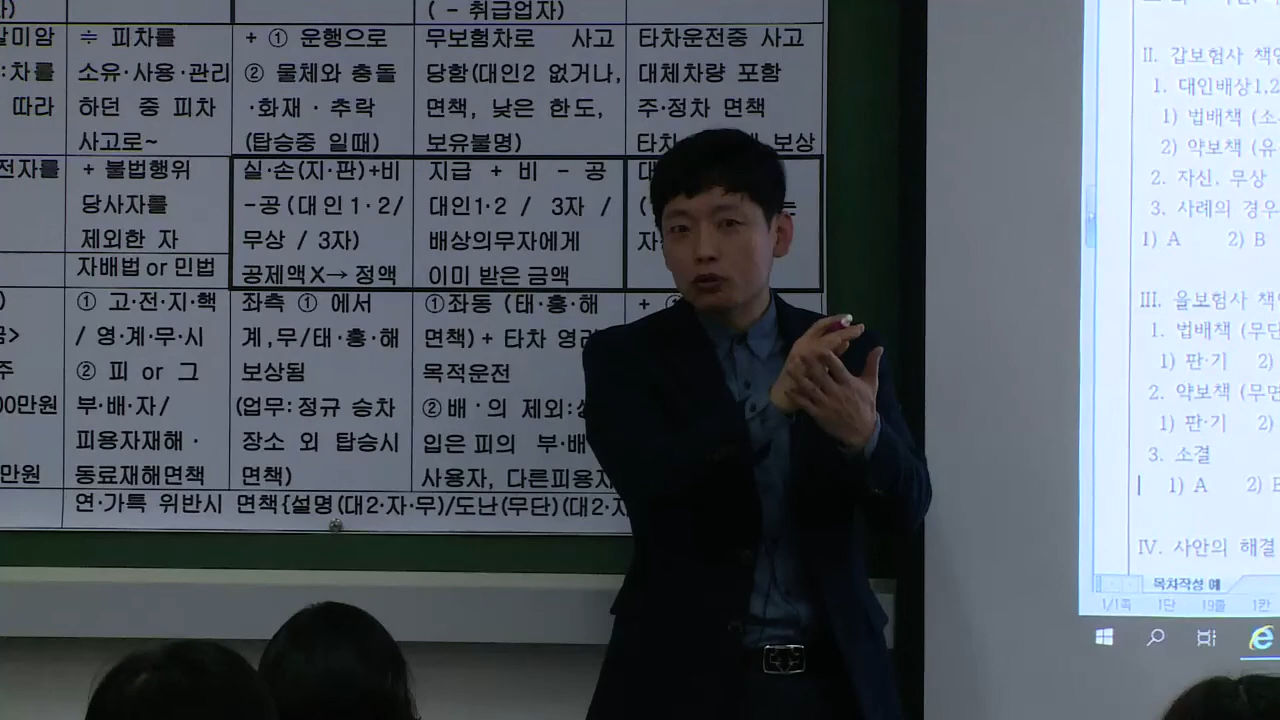 ( - 취급업자)
÷ 피차를
소유·사용·관리
하던 중 피차
사고로~
+ ① 운행으로
② 물체와 충돌
·화재·추락
(탑승중 일때)
무보험차로 사고
당함(대인2 없거나,
면책, 낮은 한도,
보유불명)
타차운전중 사고
대체차량 포함
주·정차 면책
타차 보상
따라
전자를
+ 불법행위
당사자를
제외한 자
자배법 or 민법
실·손(지·판)+비
-공(대인1·2/
무상 / 3자)
공제액X→ 정액
지급 + 비 - 공
대인1·2 / 3자 /
배상의무자에게
이미 받은 금액
① 고·전·지·핵
/ 영·계·무·시
② 피 or 그
부·배·자/
피용자재해·
동료재해면책
좌측 ① 에서
계,무/태·홍·해
보상됨
(업무:정규 승차
장소 외 탑승시
면책)
①좌동 (태·홍·해
면책)+ 타차 영리
목적운전
②배·의 제외:
입은 피의 부·배
사용자, 다른피용자
00만원
만원
연·가특 위반시 면책{설명(대2·자·무)/도난(무단)(대2·자
II. 갑보험사 책임
1. 대인배상1,2
1) 법배책 (소
2) 약보책 (유
2. 자신, 무상
3. 사례의 경우
1) A 2) B
III. 을보험사 책임
1. 법배책 (무단
1) 판·기 2)
2. 약보책 (무면
1) 판·기 2)
3. 소결
1) A 2) B
IV. 사안의 해결
목차작성 예
1/1쪽 1단 19줄 1칸